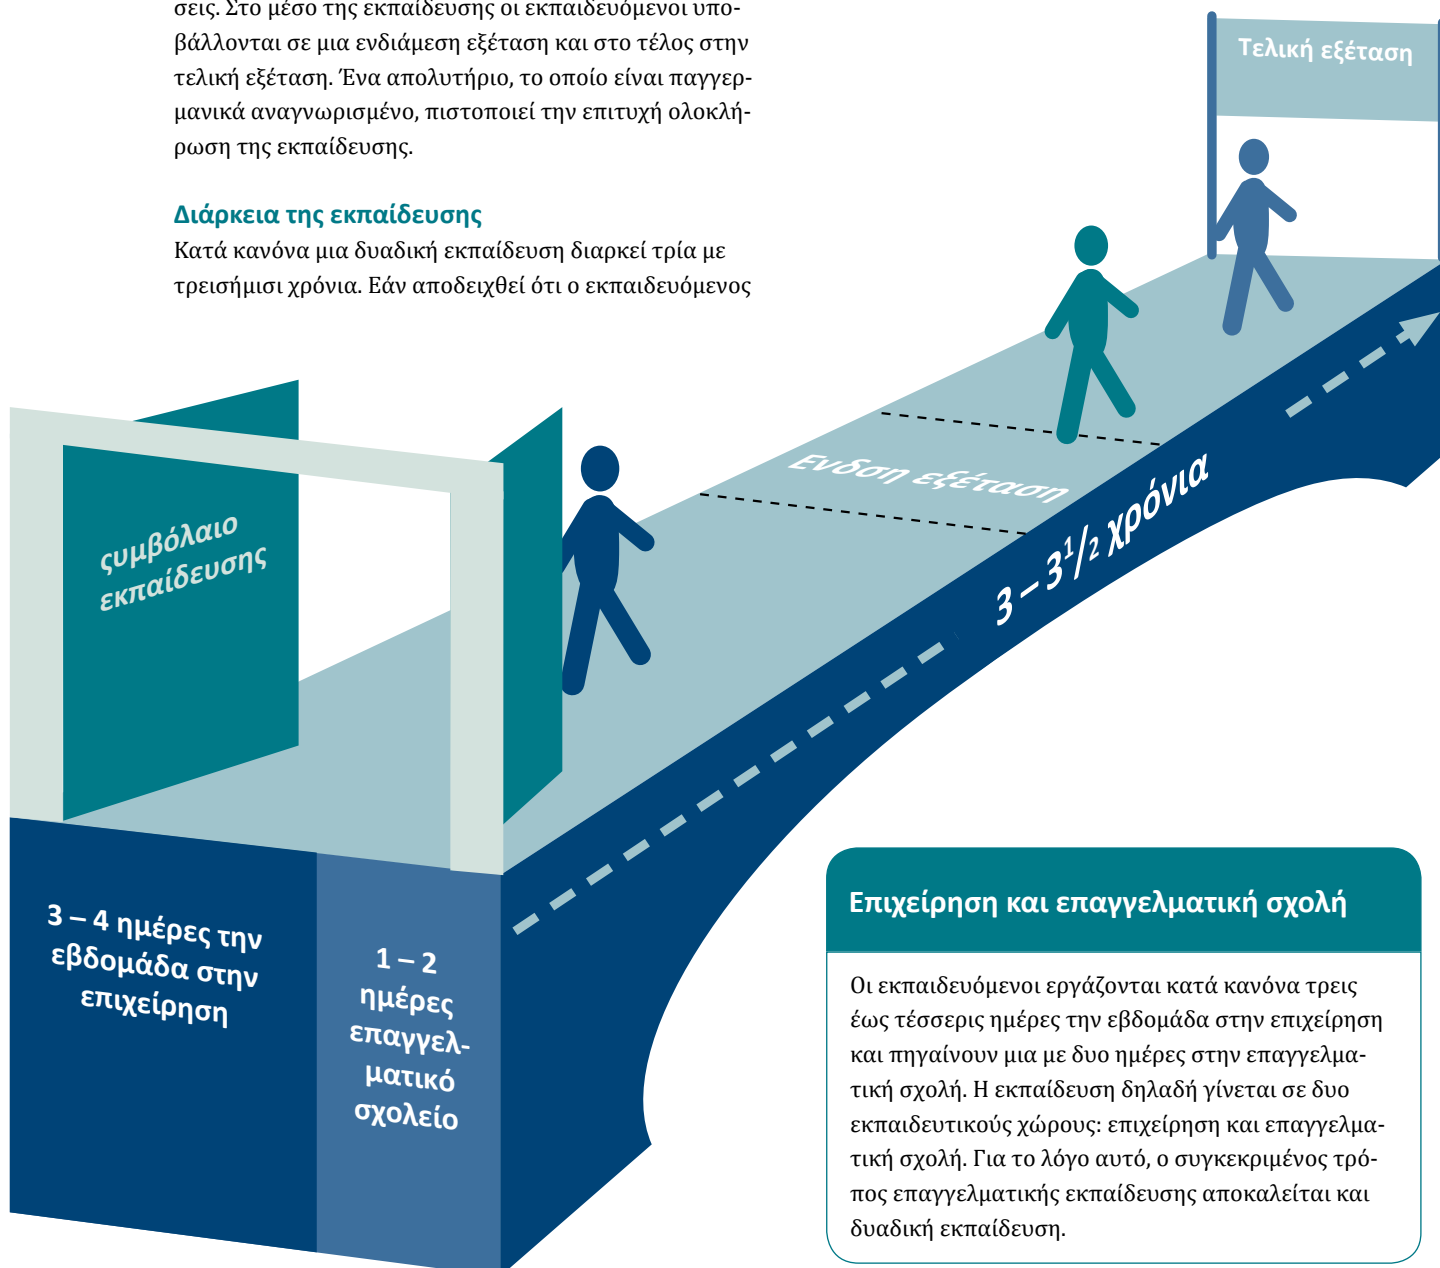 σεις. Στο μέσο της εκπαίδευσης οι εκπαιδευόμενοι υπο-
βάλλονται σε μια ενδιάμεση εξέταση και στο τέλος στην
τελική εξέταση. Ένα απολυτήριο, το οποίο είναι παγγερ-
μανικά αναγνωρισμένο, πιστοποιεί την επιτυχή ολοκλή-
ρωση της εκπαίδευσης.
Διάρκεια της εκπαίδευσης
Κατά κανόνα μια δυαδική εκπαίδευση διαρκεί τρία με
τρεισήμισι χρόνια. Εάν αποδειχθεί ότι ο εκπαιδευόμενος
Τελική εξέταση
Ενδση εξέταση
3 – 3 1/2 χρόνια
ςυμβόλαιο
εκπαίδευσης
3 – 4 ημέρες την
εβδομάδα στην
επιχείρηση
1 – 2
ημέρες
επαγγελ-
ματικό
σχολείο
Επιχείρηση και επαγγελματική σχολή
Οι εκπαιδευόμενοι εργάζονται κατά κανόνα τρεις
έως τέσσερις ημέρες την εβδομάδα στην επιχείρηση
και πηγαίνουν μια με δυο ημέρες στην επαγγελμα-
τική σχολή. Η εκπαίδευση δηλαδή γίνεται σε δυο
εκπαιδευτικούς χώρους: επιχείρηση και επαγγελμα-
τική σχολή. Για το λόγο αυτό, ο συγκεκριμένος τρό-
πος επαγγελματικής εκπαίδευσης αποκαλείται και
δυαδική εκπαίδευση.